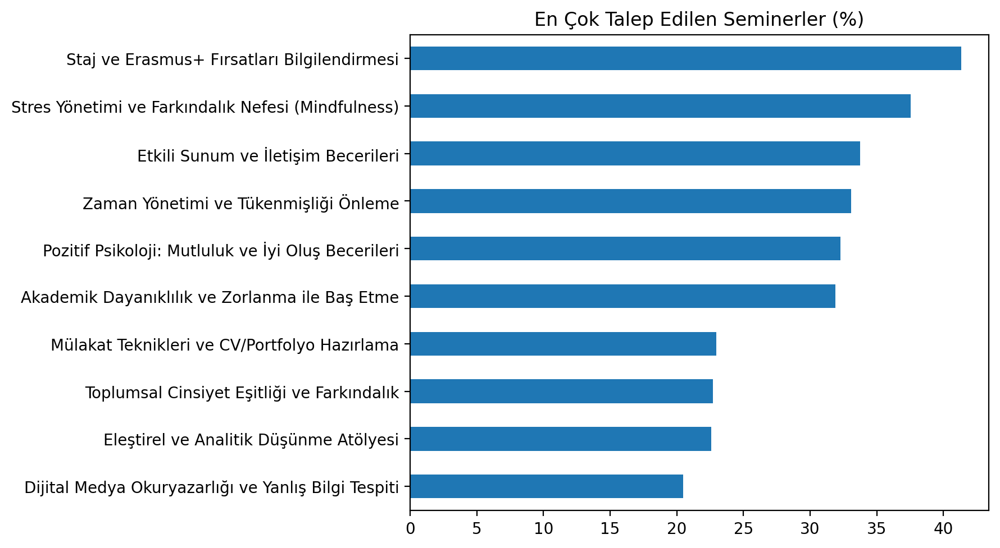 En Çok Talep Edilen Seminerler (%)
Staj ve Erasmus+ Fırsatları Bilgilendirmesi
Stres Yönetimi ve Farkındalık Nefesi (Mindfulness)
Etkili Sunum ve İletişim Becerileri
Zaman Yönetimi ve Tükenmişliği Önleme
Pozitif Psikoloji: Mutluluk ve İyi Oluş Becerileri
Akademik Dayanıklılık ve Zorlanma ile Baş Etme
Mülakat Teknikleri ve CV/Portfolyo Hazırlama
Toplumsal Cinsiyet Eşitliği ve Farkındalık
Eleştirel ve Analitik Düşünme Atölyesi
Dijital Medya Okuryazarlığı ve Yanlış Bilgi Tespiti
0 5 10 15 20 25 30 35 40